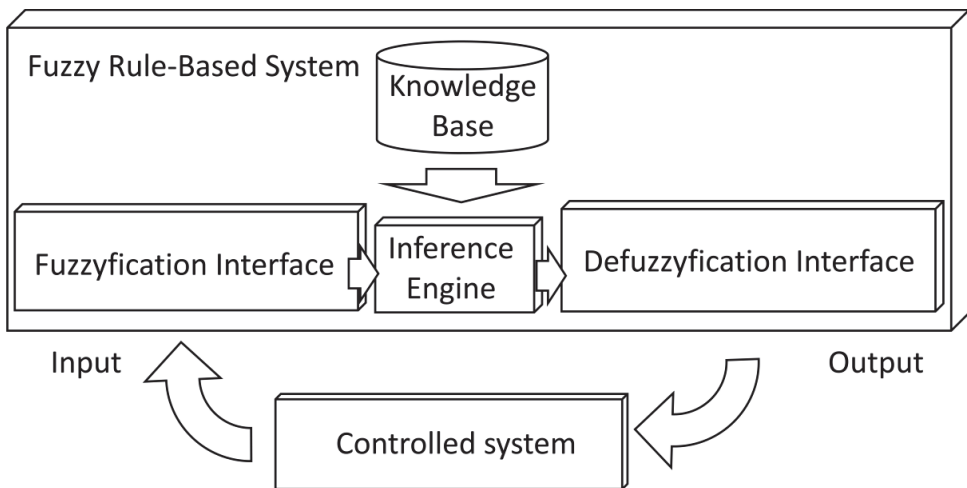 Fuzzy Rule-Based System
Knowledge
Base
Fuzzyfication Interface
Inference
Engine
Defuzzyfication Interface
Input
Output
Controlled system